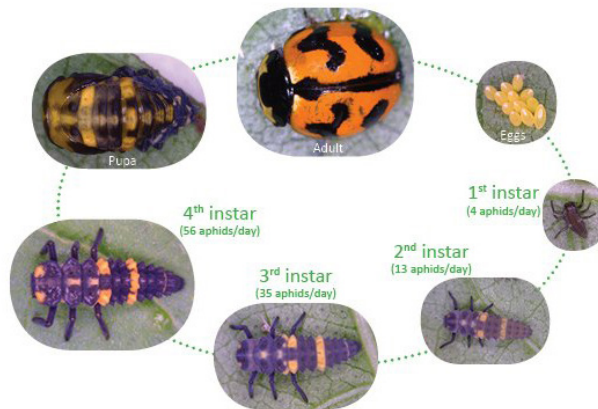 Pupa
Adult
Eggs
1st instar
(4 aphids/day)
2nd instar
(13 aphids/day)
3rd instar
(35 aphids/day)
4th instar
(56 aphids/day)